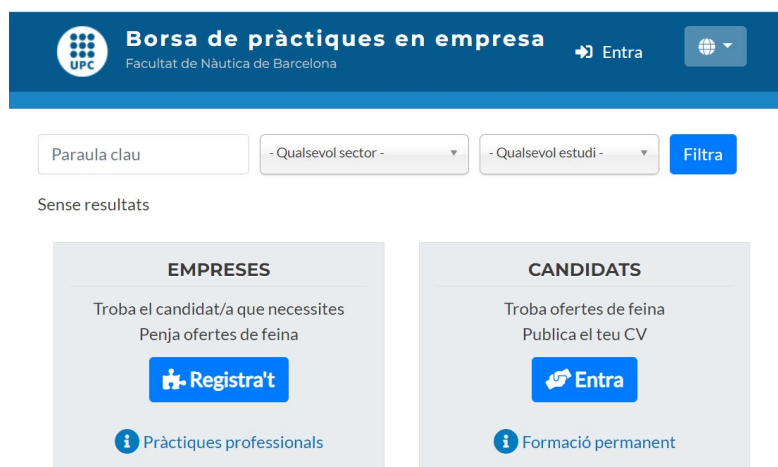 UPC
Borsa de pràctiques en empresa
Facultat de Nàutica de Barcelona
Entra
Paraula clau
- Qualsevol sector -
- Qualsevol estudi -
Filtra
Sense resultats
EMPRESES
Troba el candidat/a que necessites
Penja ofertes de feina
Registra't
Pràctiques professionals
CANDIDATS
Troba ofertes de feina
Publica el teu CV
Entra
Formació permanent